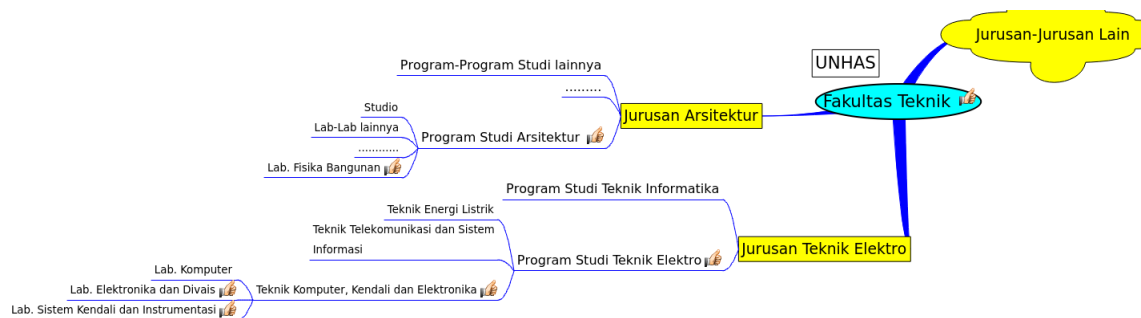 Jurusan-Jurusan Lain
UNHAS
Fakultas Teknik
Program-Program Studi lainnya
.........
Jurusan Arsitektur
Studio
Lab-Lab lainnya
............
Lab. Fisika Bangunan
Program Studi Arsitektur
Program Studi Teknik Informatika
Jurusan Teknik Elektro
Teknik Energi Listrik
Teknik Telekomunikasi dan Sistem
Informasi
Program Studi Teknik Elektro
Lab. Komputer
Lab. Elektronika dan Divais
Lab. Sistem Kendali dan Instrumentasi
Teknik Komputer, Kendali dan Elektronika